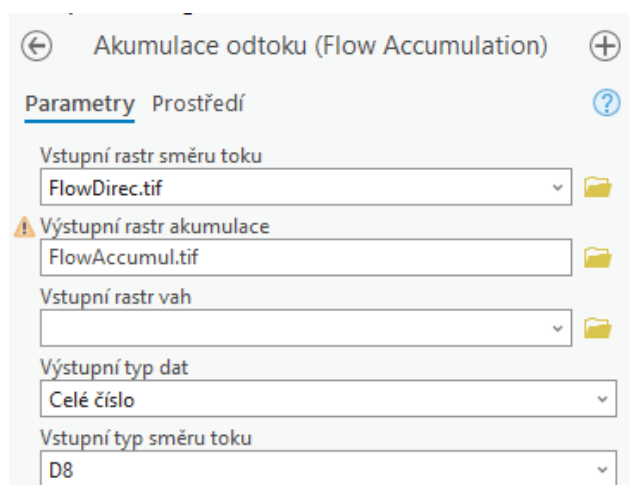 Akumulace odtoku (Flow Accumulation)
Parametry Prostředí
Vstupní rastr směru toku
FlowDirec.tif
Výstupní rastr akumulace
FlowAccumul.tif
Vstupní rastr vah
Výstupní typ dat
Celé číslo
Vstupní typ směru toku
D8